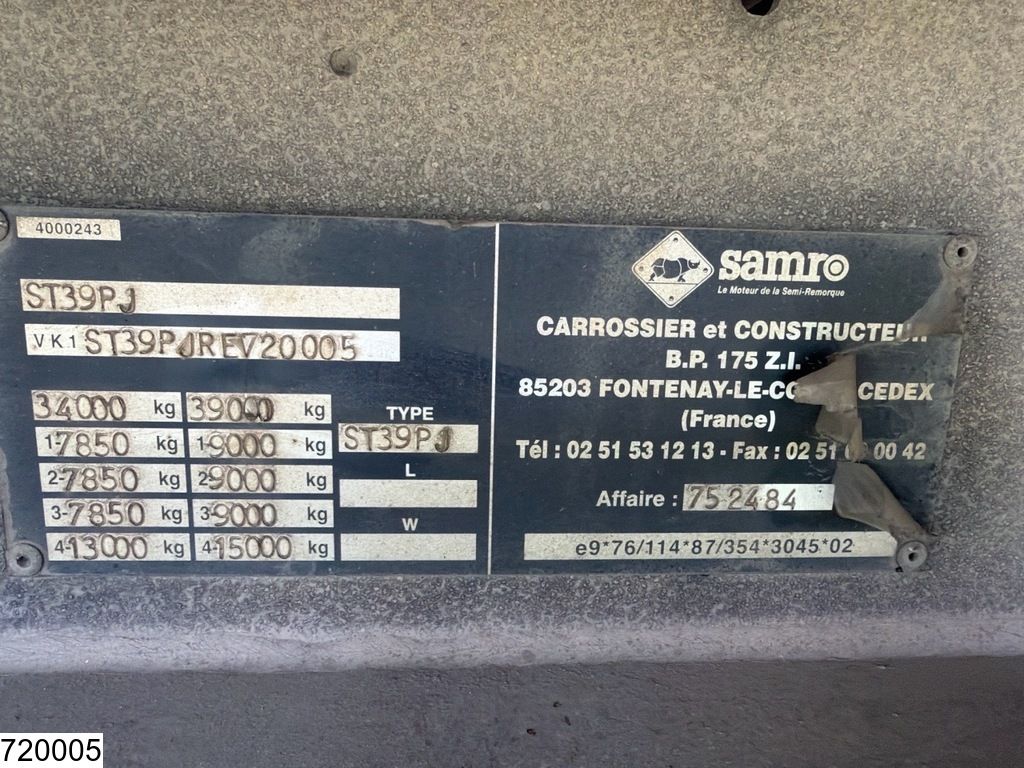 4000243
ST39PJ
VK1 ST39PJREV20005
34000 kg 39000 kg
1-7850 kg 1-9000 kg
2-7850 kg 2-9000 kg
3-7850 kg 3-9000 kg
4-13000 kg 4-15000 kg
TYPE
ST39PJ
L
W
samro
Le Moteur de la Semi-Remorque
CARROSSIER et CONSTRUCTEUR
B.P. 175 Z.I.
85203 FONTENAY-LE- CEDEX
(France)
Tél : 02 51 53 12 13 - Fax : 02 51 00 42
Affaire : 75 2484
e9*76/114*87/354*3045*02
720005